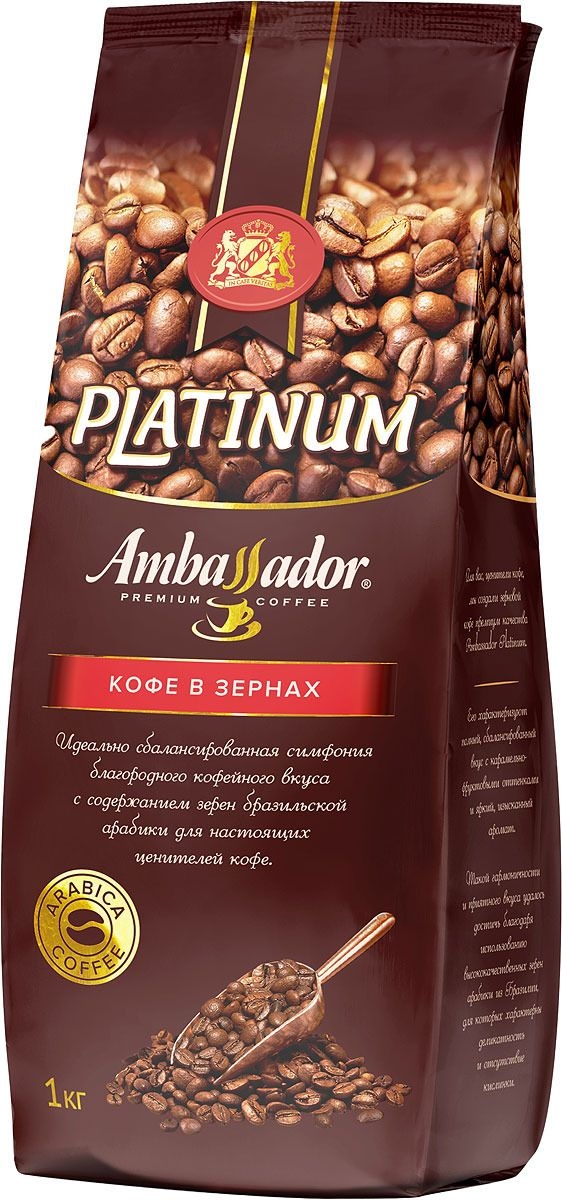 IN CAFE VERITAS
PLATINUM
Ambassador®
PREMIUM COFFEE
КОФЕ В ЗЕРНАХ
Идеально сбалансированная симфония
благородного кофейного вкуса
с содержанием зерен бразильской
арабики для настоящих
ценителей кофе.
ARABICA
COFFEE
1кг
Для вас, ценители кофе,
мы создали зерновой
кофе премиум качества
Ambassador Platinum.
Его характеризует
полный, сбалансированный
вкус с карамельно-
фруктовыми оттенками
и яркий, изысканный
аромат.
Такой гармоничности
и приятного вкуса удалось
достичь благодаря
использованию
высококачественных зерен
арабики из Бразилии,
для которых характерны
деликатность
и отсутствие
кислинки.